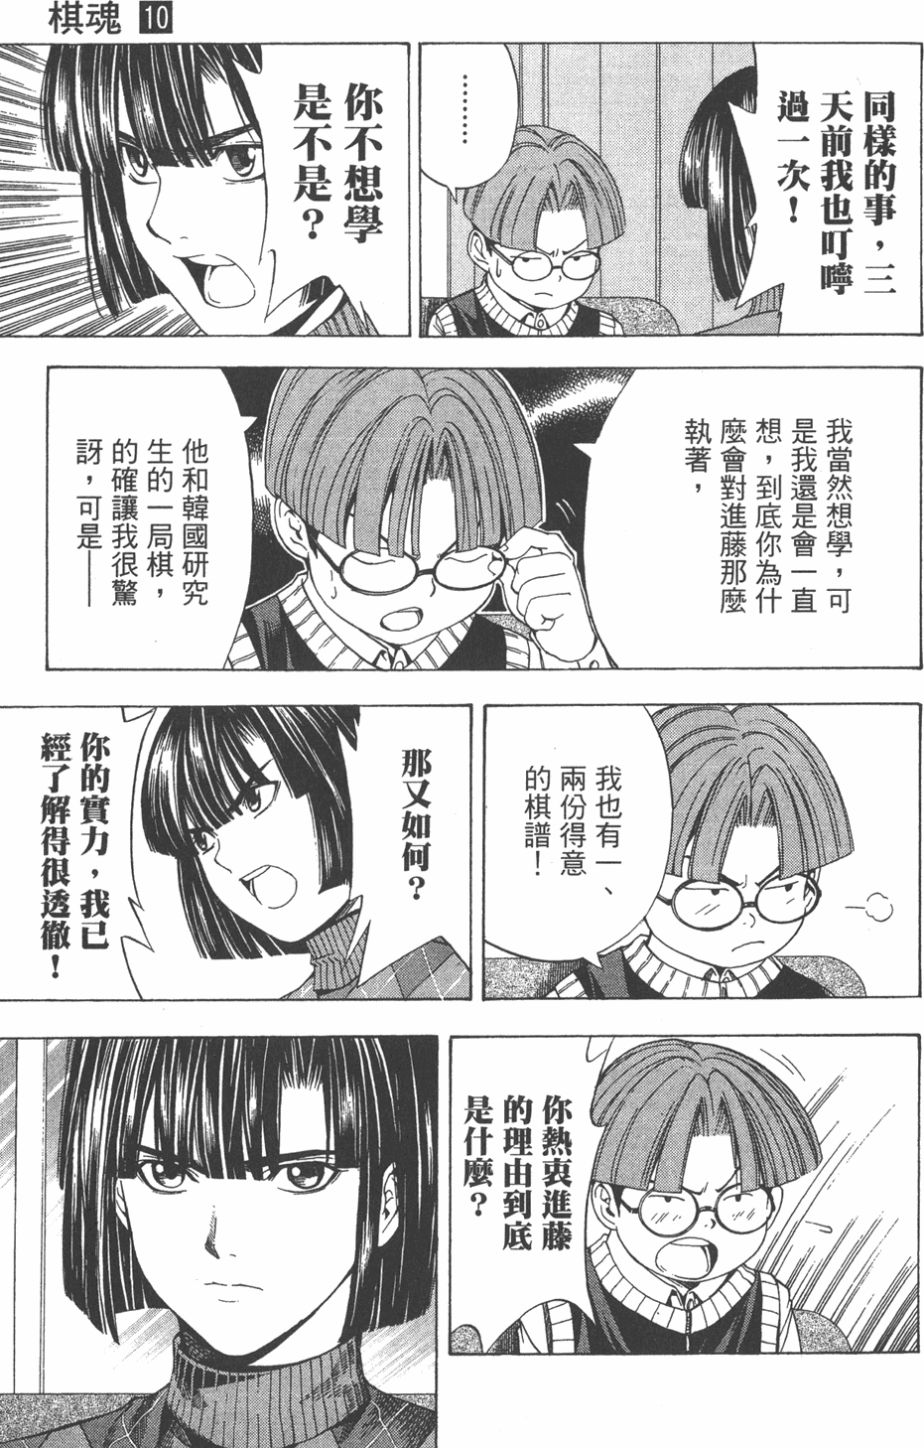 棋魂 10
同樣的事，三
天前我也叮嚀
過一次！
………
你不想學
是不是？
我當然想學，可
是我還是會一直
想，到底你為什
麼會對進藤那麼
執著，
他和韓國研究
生的一局棋，
的確讓我很驚
訝，可是——
我也有一、
兩份得意
的棋譜！
那又如何？
你的實力，我已
經了解得很透徹！
你熱衷進藤
的理由到底
是什麼？